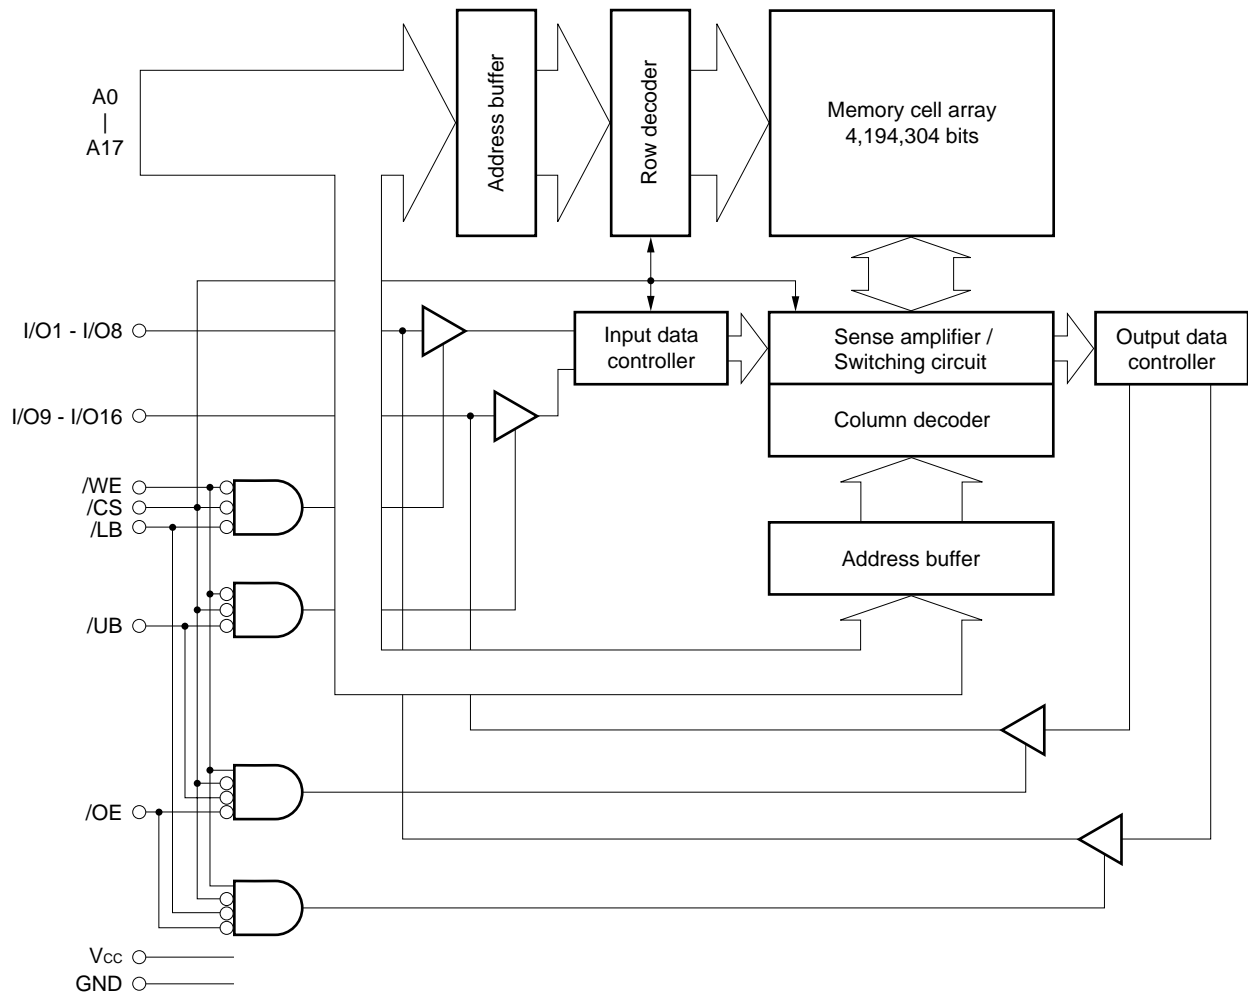 A0
|
A17
Address buffer
Row decoder
Memory cell array
4,194,304 bits
I/O1 - I/O8
Input data
controller
Sense amplifier /
Switching circuit
Output data
controller
I/O9 - I/O16
Column decoder
/WE
/CS
/LB
Address buffer
/UB
/OE
VCC
GND